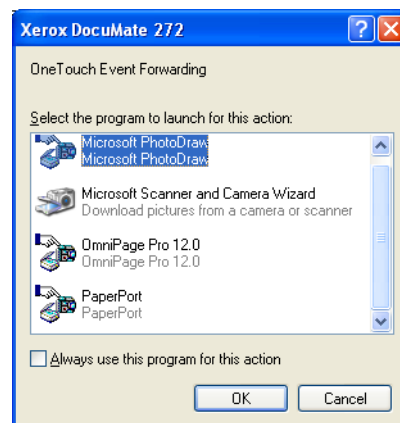 Xerox DocuMate 272
OneTouch Event Forwarding
Select the program to launch for this action:
Microsoft PhotoDraw
Microsoft PhotoDraw
Microsoft Scanner and Camera Wizard
Download pictures from a camera or scanner
OmniPage Pro 12.0
OmniPage Pro 12.0
PaperPort
PaperPort
Always use this program for this action
OK Cancel